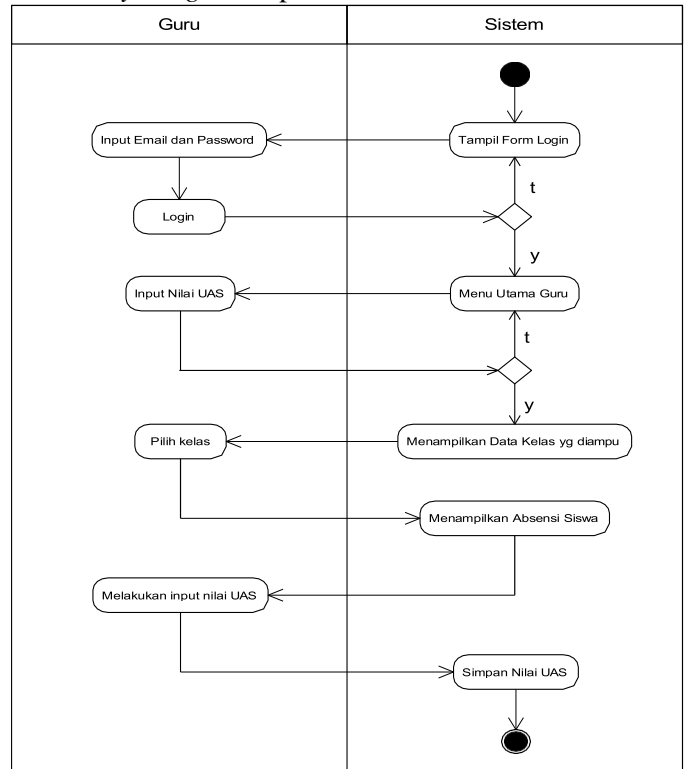 Guru
Sistem
Input Email dan Password
Tampil Form Login
t
Login
y
Input Nilai UAS
Menu Utama Guru
t
y
Pilih kelas
Menampilkan Data Kelas yg diampu
Menampilkan Absensi Siswa
Melakukan input nilai UAS
Simpan Nilai UAS